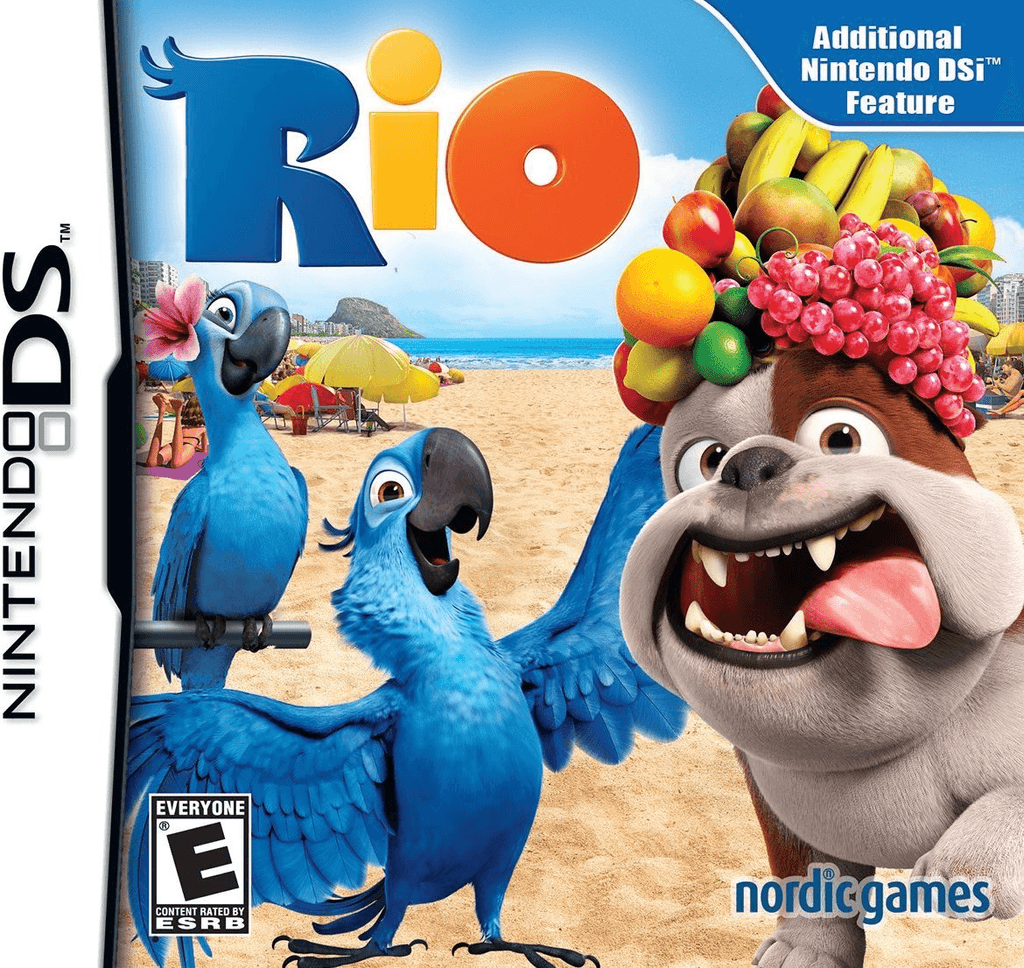 NINTENDO DS™
Rio
Additional
Nintendo DSi™
Feature
EVERYONE
®
E
CONTENT RATED BY
ESRB
n
nordic games